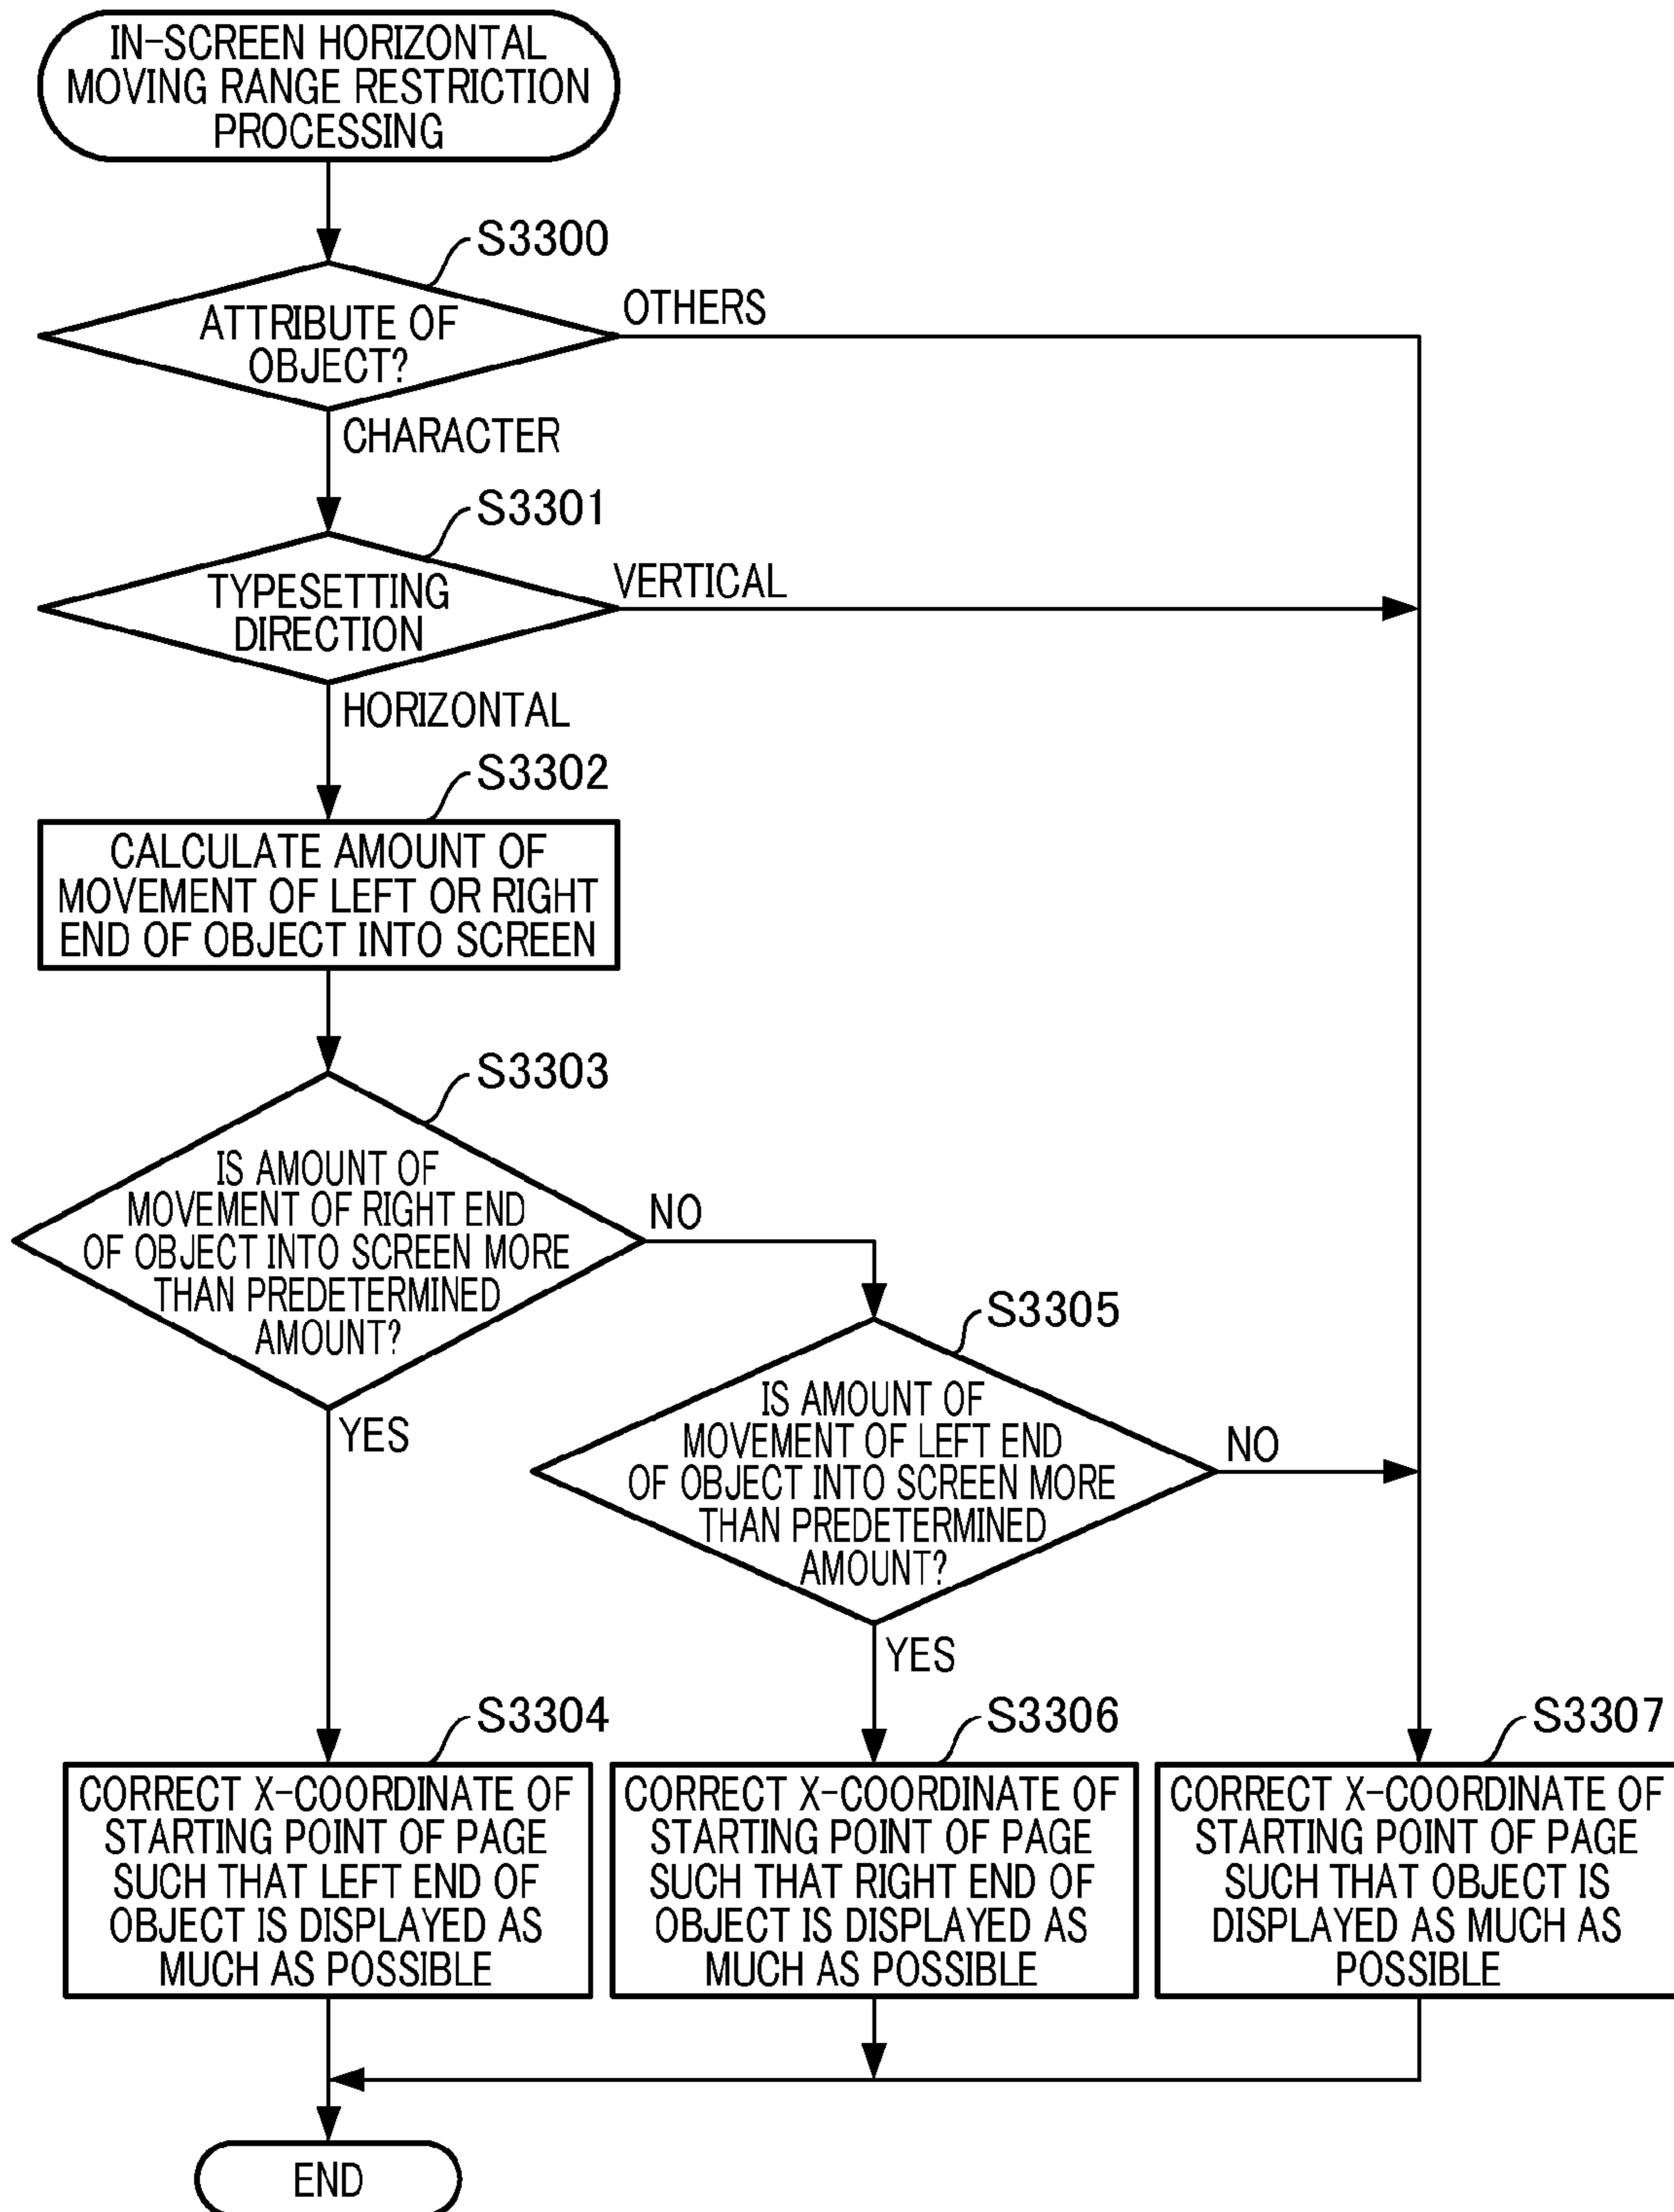 IN-SCREEN HORIZONTAL
MOVING RANGE RESTRICTION
PROCESSING
S3300
ATTRIBUTE OF
OBJECT?
OTHERS
CHARACTER
S3301
TYPESETTING
DIRECTION
VERTICAL
HORIZONTAL
S3302
CALCULATE AMOUNT OF
MOVEMENT OF LEFT OR RIGHT
END OF OBJECT INTO SCREEN
S3303
IS AMOUNT OF
MOVEMENT OF RIGHT END
OF OBJECT INTO SCREEN MORE
THAN PREDETERMINED
AMOUNT?
NO
YES
S3305
IS AMOUNT OF
MOVEMENT OF LEFT END
OF OBJECT INTO SCREEN MORE
THAN PREDETERMINED
AMOUNT?
NO
YES
S3304
CORRECT X-COORDINATE OF
STARTING POINT OF PAGE
SUCH THAT LEFT END OF
OBJECT IS DISPLAYED AS
MUCH AS POSSIBLE
S3306
CORRECT X-COORDINATE OF
STARTING POINT OF PAGE
SUCH THAT RIGHT END OF
OBJECT IS DISPLAYED AS
MUCH AS POSSIBLE
S3307
CORRECT X-COORDINATE OF
STARTING POINT OF PAGE
SUCH THAT OBJECT IS
DISPLAYED AS MUCH AS
POSSIBLE
END